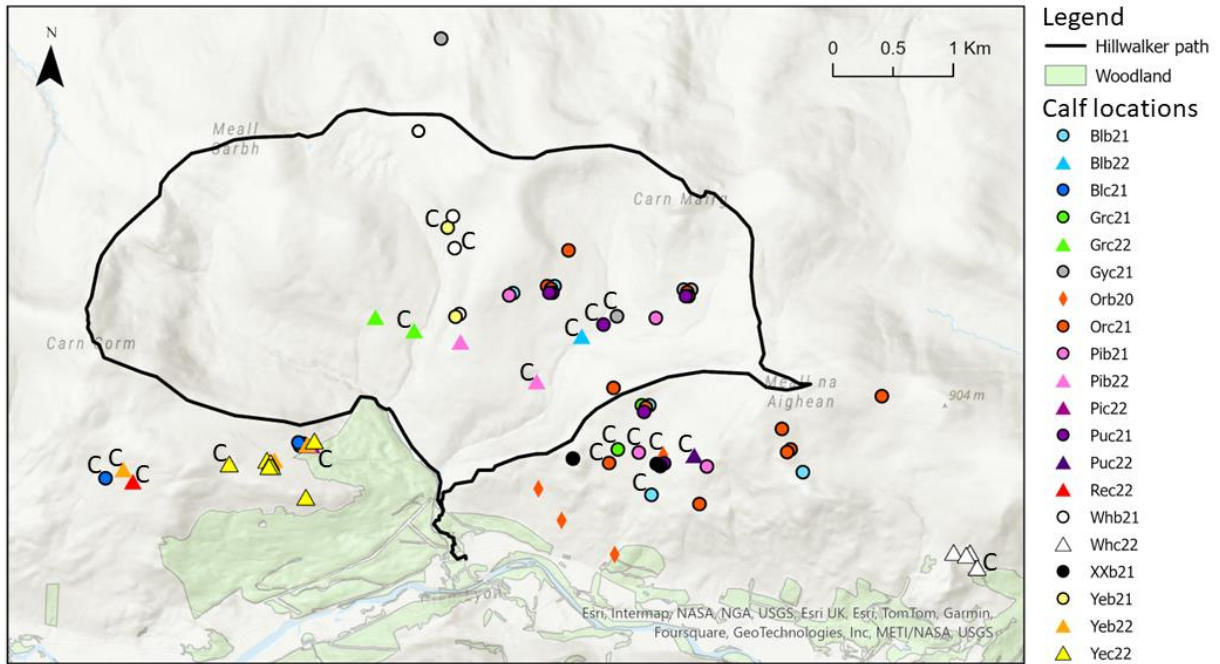 N
0 0.5 1 Km
Meall
Garbh
Carn Mairg
C
C
C
C
C
C
Carn Gorm
C
Meall na
Aighean
904 m
C
C
C
C
C
C
C
C
C
C
Esri, Intermap, NASA, NGA, USGS, Esri UK, Esri, TomTom, Garmin,
Foursquare, GeoTechnologies, Inc, METI/NASA, USGS
Legend
Hillwalker path
Woodland
Calf locations
Blb21
Blb22
Blc21
Grc21
Grc22
Gyc21
Orb20
Orc21
Pib21
Pib22
Pic22
Puc21
Puc22
Rec22
Whb21
Whc22
XXb21
Yeb21
Yeb22
Yec22